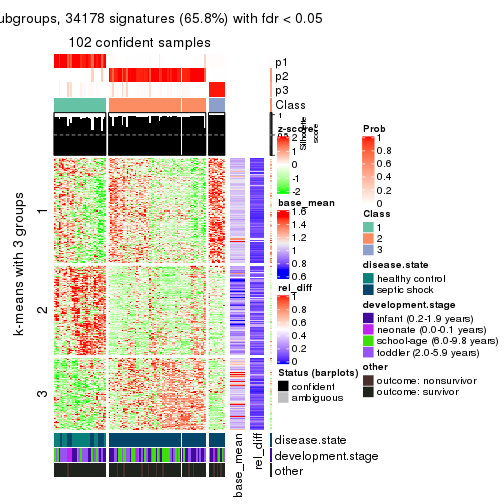 ubgroups, 34178 signatures (65.8%) with fdr < 0.05
102 confident samples
p1
p2
p3
Class
1
Silhouette
score
k-means with 3 groups
1
2
3
z-score
2
1
0
-1
-2
base_mean
1.6
1.4
1.2
1
0.8
0.6
rel_diff
1
0.8
0.6
0.4
0.2
0
Status (barplots)
confident
ambiguous
Prob
1
0.8
0.6
0.4
0.2
0
Class
1
2
3
disease.state
healthy control
septic shock
development.stage
infant (0.2-1.9 years)
neonate (0.0-0.1 years)
school-age (6.0-9.8 years)
toddler (2.0-5.9 years)
other
outcome: nonsurvivor
outcome: survivor
disease.state
development.stage
other
base_mean
rel_diff